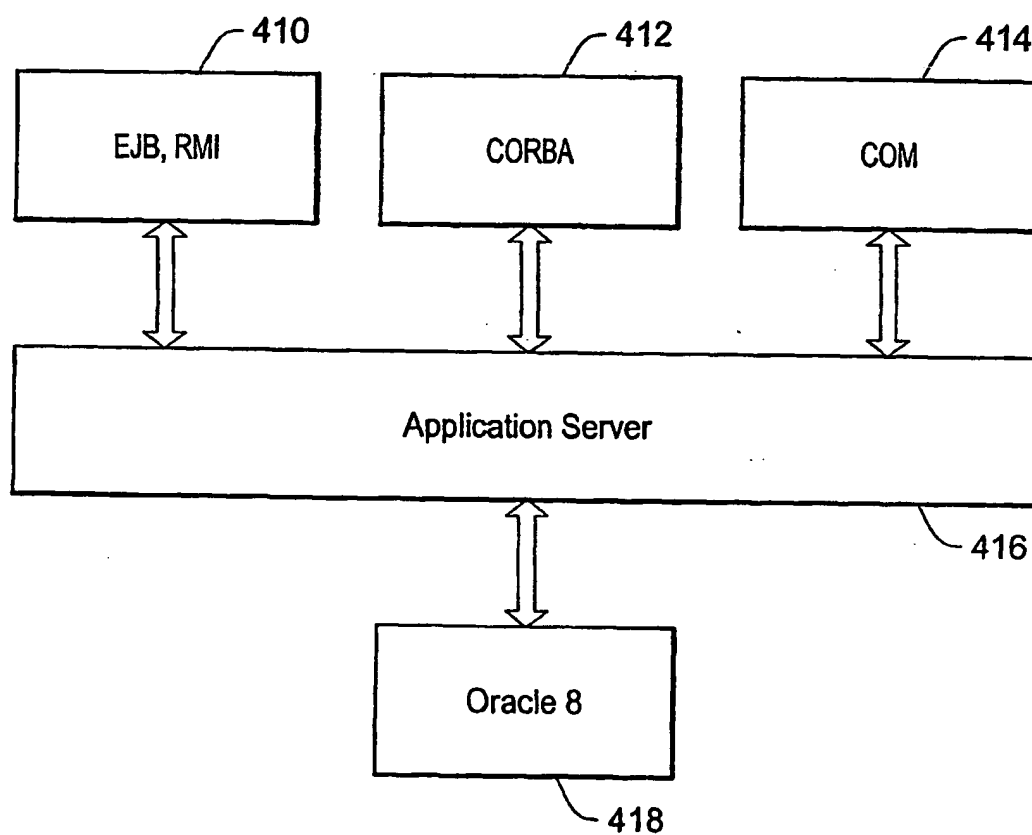 410
412
414
EJB, RMI
CORBA
COM
Application Server
416
Oracle 8
418